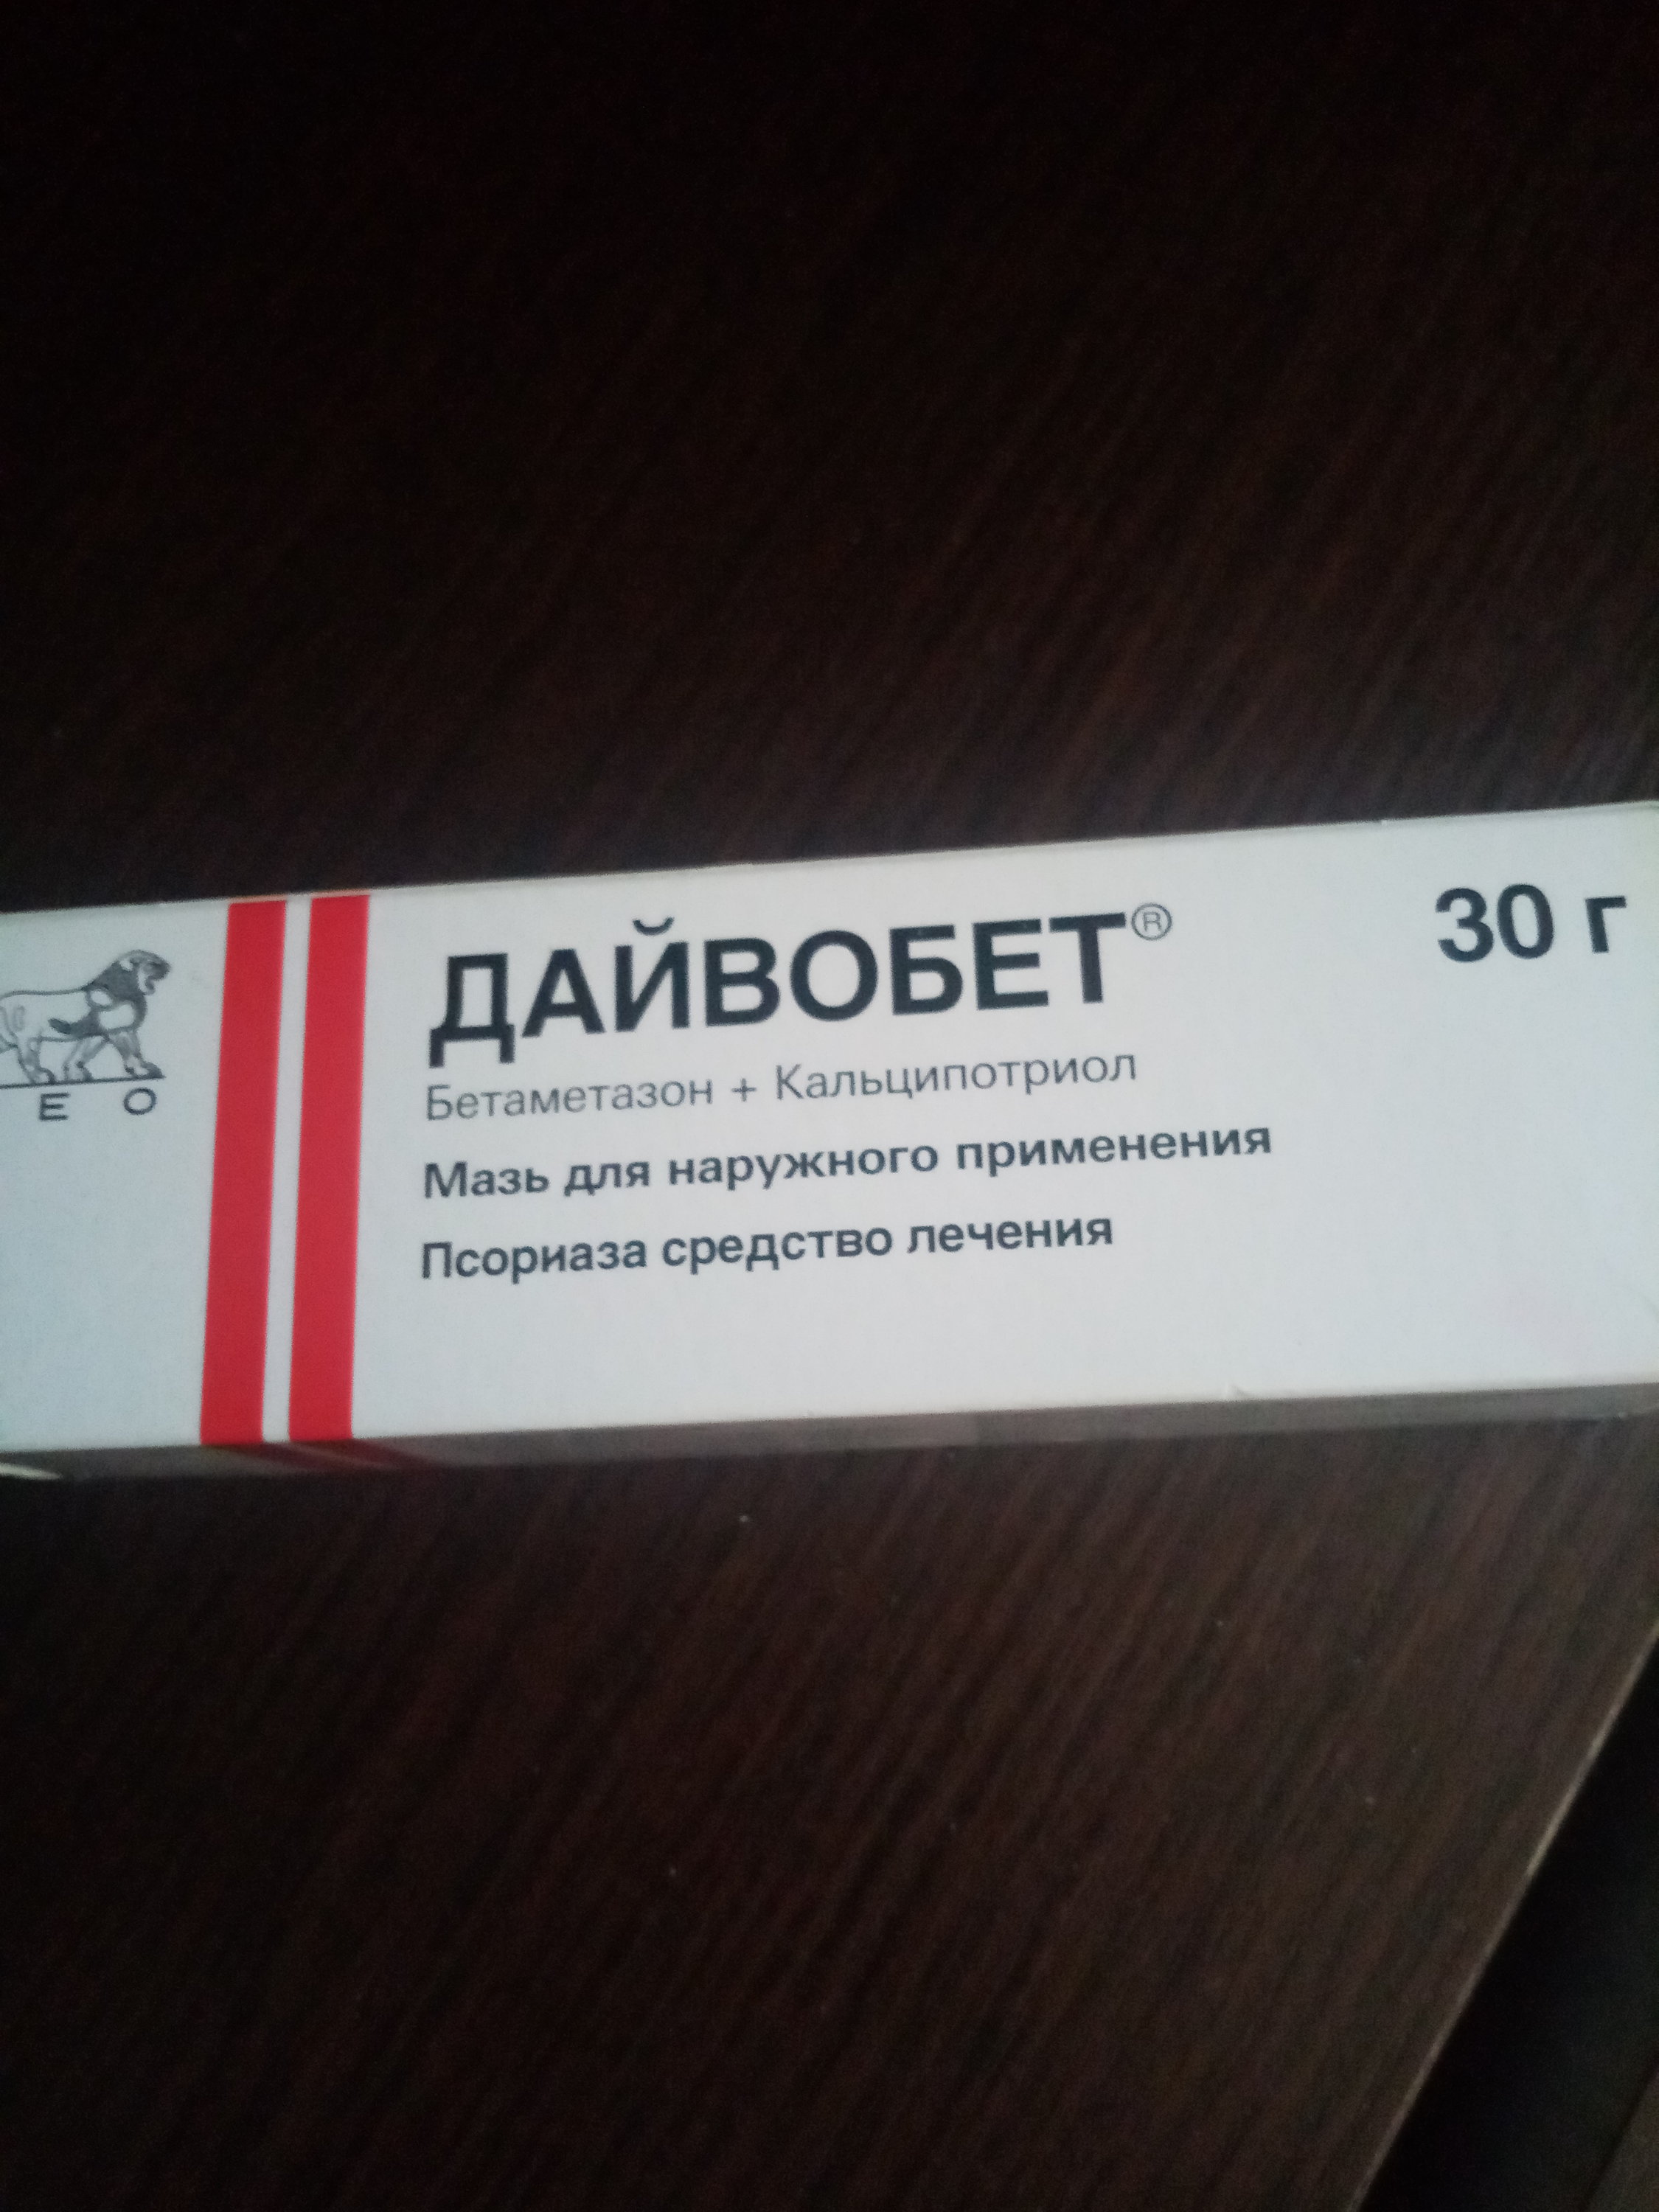 ДАЙВОБЕТ®
30 г
Бетаметазон + Кальципотриол
Мазь для наружного применения
Псориаза средство лечения
E O